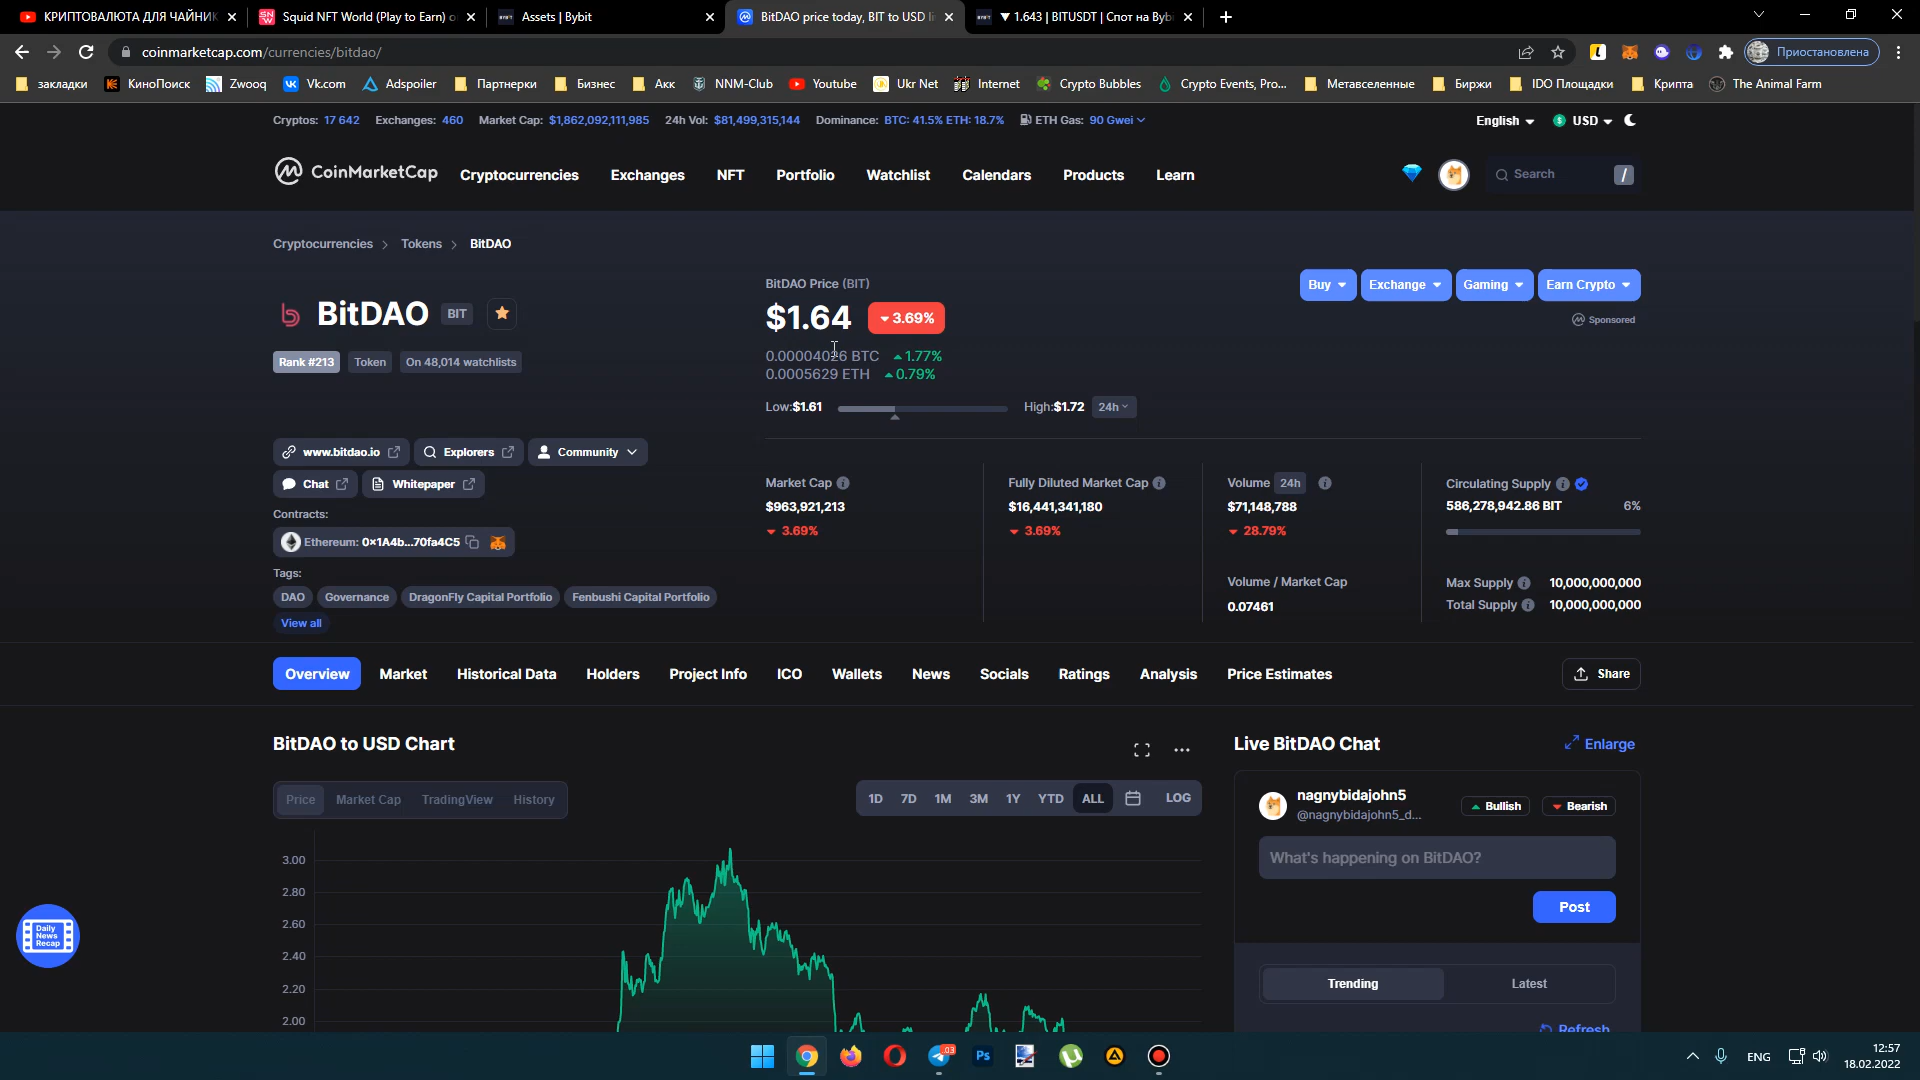 КРИПТОВАЛЮТА ДЛЯ ЧАЙНИК
Squid NFT World (Play to Earn) o
Assets | Bybit
BitDAO price today, BIT to USD li
▼ 1.643 | BITUSDT | Спот на Byb
coinmarketcap.com/currencies/bitdao/
Приостановлена
закладки КиноПоиск Zwooq Vk.com Adspoiler Партнерки Бизнес Акк NNM-Club Youtube Ukr Net Internet Crypto Bubbles Crypto Events, Pro... Метавселенные Биржи IDO Площадки Крипта The Animal Farm
Cryptos: 17 642 Exchanges: 460 Market Cap: $1,862,092,111,985 24h Vol: $81,499,315,144 Dominance: BTC: 41.5% ETH: 18.7% ETH Gas: 90 Gwei
English USD
CoinMarketCap Cryptocurrencies Exchanges NFT Portfolio Watchlist Calendars Products Learn
Search /
Cryptocurrencies > Tokens > BitDAO
BitDAO BIT
Rank #213 Token On 48,014 watchlists
www.bitdao.io Explorers Community
Chat Whitepaper
Contracts:
Ethereum: 0x1A4b...70fa4C5
Tags:
DAO Governance DragonFly Capital Portfolio Fenbushi Capital Portfolio
View all
BitDAO Price (BIT)
$1.64 3.69%
0.00004026 BTC 1.77%
0.0005629 ETH 0.79%
Low:$1.61 High:$1.72 24h
Buy Exchange Gaming Earn Crypto
Sponsored
Market Cap
$963,921,213
3.69%
Fully Diluted Market Cap
$16,441,341,180
3.69%
Volume 24h
$71,148,788
28.79%
Volume / Market Cap
0.07461
Circulating Supply
586,278,942.86 BIT 6%
Max Supply 10,000,000,000
Total Supply 10,000,000,000
Overview Market Historical Data Holders Project Info ICO Wallets News Socials Ratings Analysis Price Estimates
Share
BitDAO to USD Chart
Price Market Cap TradingView History
1D 7D 1M 3M 1Y YTD ALL LOG
3.00
2.80
2.60
2.40
2.20
2.00
Live BitDAO Chat
Enlarge
nagnybidajohn5
@nagnybidajohn5_d...
Bullish Bearish
What's happening on BitDAO?
Post
Trending Latest
Refresh
Daily
News
Recap
03
Ps
ENG
12:57
18.02.2022